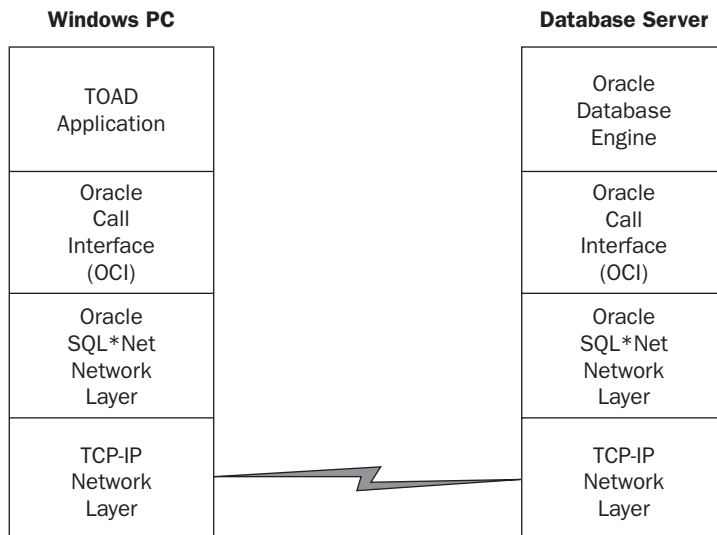 Windows PC
TOAD
Application
Oracle
Call
Interface
(OCI)
Oracle
SQL*Net
Network
Layer
TCP-IP
Network
Layer
Database Server
Oracle
Database
Engine
Oracle
Call
Interface
(OCI)
Oracle
SQL*Net
Network
Layer
TCP-IP
Network
Layer